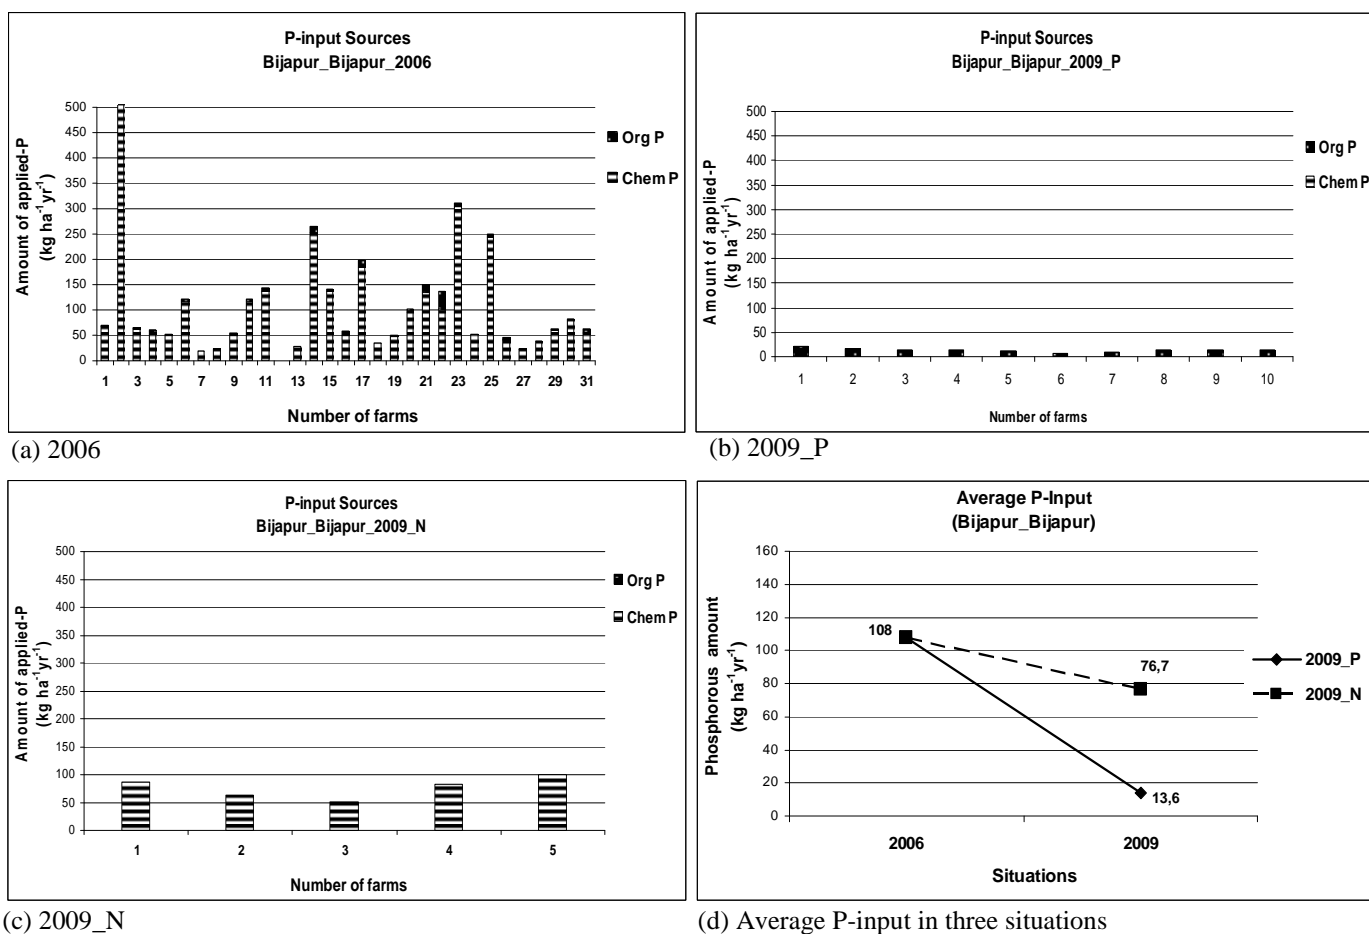 P-input Sources
Bijapur_Bijapur_2006
500
450
400
350
300
250
200
150
100
50
0
Amount of applied-P
(kg ha⁻¹yr⁻¹)
1 3 5 7 9 11 13 15 17 19 21 23 25 27 29 31
Number of farms
Org P
Chem P
(a) 2006
P-input Sources
Bijapur_Bijapur_2009_P
500
450
400
350
300
250
200
150
100
50
0
Amount of applied-P
(kg ha⁻¹yr⁻¹)
1 2 3 4 5 6 7 8 9 10
Number of farms
Org P
Chem P
(b) 2009_P
P-input Sources
Bijapur_Bijapur_2009_N
500
450
400
350
300
250
200
150
100
50
0
Amount of applied-P
(kg ha⁻¹yr⁻¹)
1 2 3 4 5
Number of farms
Org P
Chem P
(c) 2009_N
Average P-Input
(Bijapur_Bijapur)
160
140
120
100
80
60
40
20
0
Phosphorous amount
(kg ha⁻¹yr⁻¹)
108
76,7
13,6
2006 2009
Situations
2009_P
2009_N
(d) Average P-input in three situations